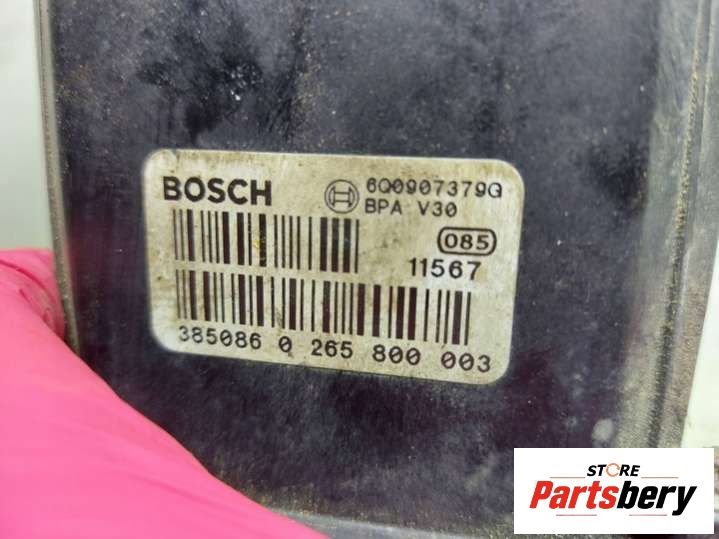 BOSCH
6Q0907379G
BPA V30
085
11567
385086 0 265 800 003
STORE
Partsbery